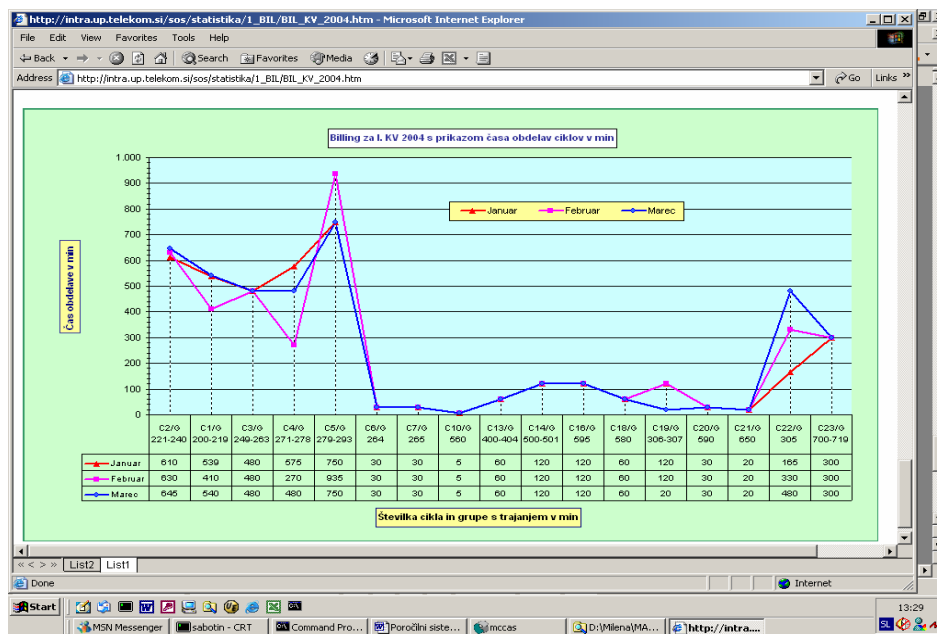 http://intra.up.telekom.si/sos/statistika/1_BIL/BIL_KV_2004.htm - Microsoft Internet Explorer
File Edit View Favorites Tools Help
Back Search Favorites Media
Address http://intra.up.telekom.si/sos/statistika/1_BIL/BIL_KV_2004.htm Go Links »
Billing za I. KV 2004 s prikazom časa obdelav ciklov v min
1.000
900
800
700
600
500
400
300
200
100
0
Čas obdelave v min
Januar Februar Marec
C2/G C1/G C3/G C4/G C5/G C6/G C7/G C10/G C13/G C14/G C16/G C18/G C19/G C20/G C21/G C22/G C23/G
221-240 200-219 249-263 271-278 279-293 264 265 560 400-404 500-501 595 580 306-307 590 650 305 700-719
Januar 610 539 480 575 750 30 30 5 60 120 120 60 120 30 20 165 300
Februar 630 410 480 270 935 30 30 5 60 120 120 60 120 30 20 330 300
Marec 645 540 480 480 750 30 30 5 60 120 120 60 20 30 20 480 300
Številka cikla in grupe s trajanjem v min
List2 List1
Done Internet
Start 13:29
MSN Messenger sabotin - CRT Command Pro... Poročilni siste... mccas D:\Milena\MA... http://intra.... SL